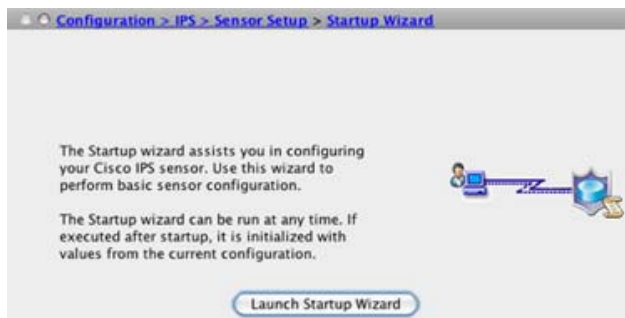 Configuration > IPS > Sensor Setup > Startup Wizard
The Startup wizard assists you in configuring
your Cisco IPS sensor. Use this wizard to
perform basic sensor configuration.
The Startup wizard can be run at any time. If
executed after startup, it is initialized with
values from the current configuration.
Launch Startup Wizard